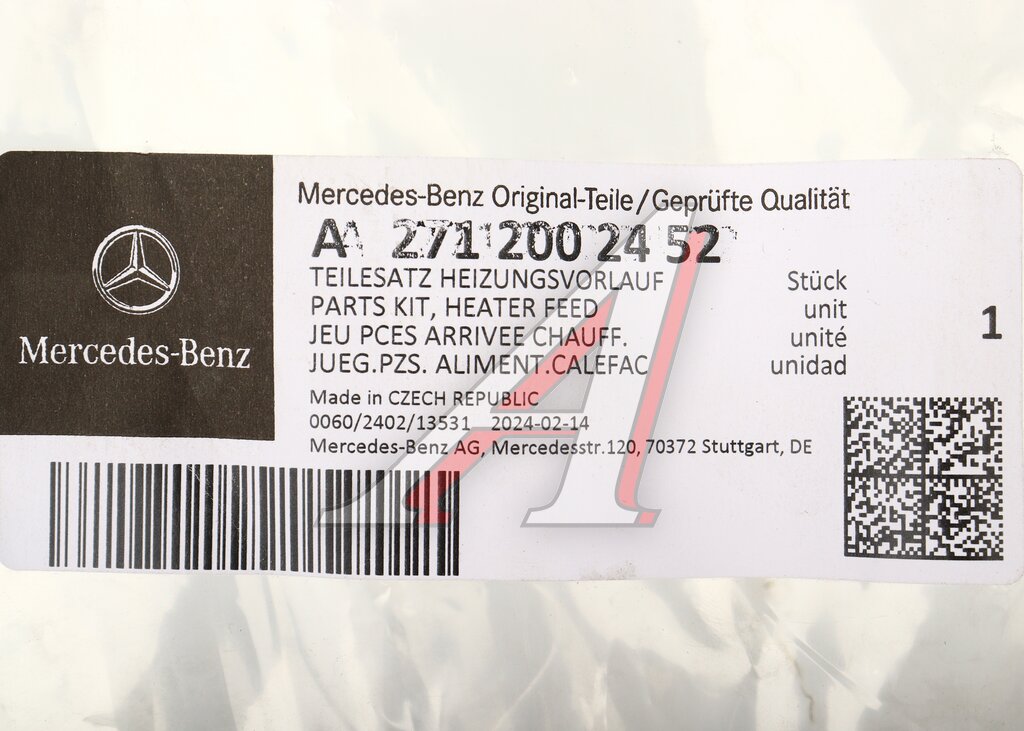 Mercedes-Benz Original-Teile/Geprüfte Qualität
A 271 200 24 52
TEILESATZ HEIZUNGSVORLAUF Stück
PARTS KIT, HEATER FEED unit
JEU PCES ARRIVEE CHAUFF. unité
JUEG.PZS. ALIMENT.CALEFAC unidad
1
Made in CZECH REPUBLIC
0060/2402/13531 2024-02-14
Mercedes-Benz AG, Mercedesstr.120, 70372 Stuttgart, DE
Mercedes-Benz